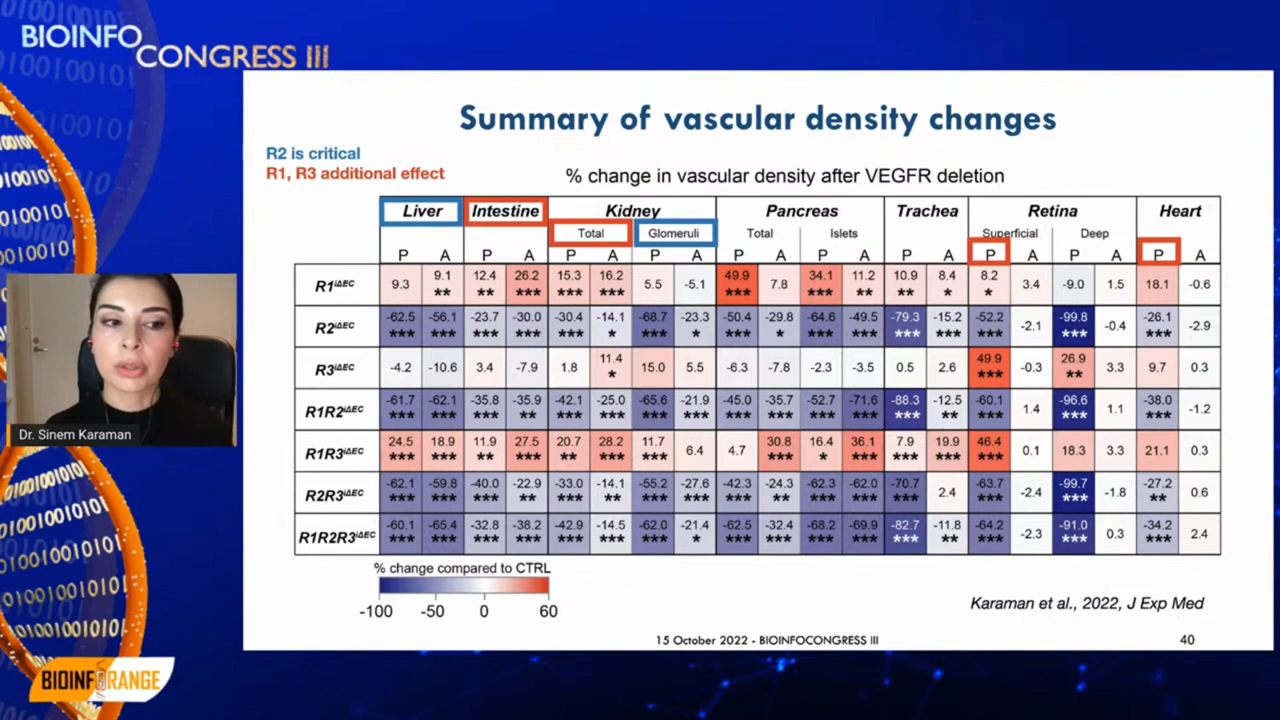 BIOINFO
CONGRESS III
Summary of vascular density changes
R2 is critical
R1, R3 additional effect
% change in vascular density after VEGFR deletion
Liver Intestine Kidney Pancreas Trachea Retina Heart
Total Glomeruli Total Islets Superficial Deep
P A P A P A P A P A P A P A P A P A P A
R1iΔEC 9.3 9.1 ** 12.4 ** 26.2 *** 15.3 *** 16.2 *** 5.5 -5.1 49.9 *** 7.8 34.1 *** 11.2 ** 10.9 ** 8.4 * 8.2 * 3.4 -9.0 1.5 18.1 -0.6
R2iΔEC -62.5 *** -56.1 *** -23.7 *** -30.0 *** -30.4 *** -14.1 * -68.7 *** -23.3 * -50.4 *** -29.8 * -64.6 *** -49.5 *** -79.3 *** -15.2 *** -52.2 *** -2.1 -99.8 *** -0.4 -26.1 *** -2.9
R3iΔEC -4.2 -10.6 3.4 -7.9 1.8 11.4 * 15.0 5.5 -6.3 -7.8 -2.3 -3.5 0.5 2.6 49.9 *** -0.3 26.9 ** 3.3 9.7 0.3
R1R2iΔEC -61.7 *** -62.1 *** -35.8 *** -35.9 ** -42.1 *** -25.0 *** -65.6 *** -21.9 *** -45.0 *** -35.7 *** -52.7 *** -71.6 *** -88.3 *** -12.5 ** -60.1 *** 1.4 -96.6 *** 1.1 -38.0 *** -1.2
R1R3iΔEC 24.5 *** 18.9 *** 11.9 ** 27.5 *** 20.7 ** 28.2 *** 11.7 *** 6.4 4.7 30.8 *** 16.4 * 36.1 *** 7.9 *** 19.9 *** 46.4 *** 0.1 18.3 3.3 21.1 0.3
R2R3iΔEC -62.1 *** -59.8 *** -40.0 *** -22.9 ** -33.0 *** -14.1 ** -55.2 *** -27.6 *** -42.3 *** -24.3 ** -62.3 *** -62.0 *** -70.7 *** 2.4 -63.7 *** -2.4 -99.7 *** -1.8 -27.2 ** 0.6
R1R2R3iΔEC -60.1 *** -65.4 *** -32.8 *** -38.2 *** -42.9 *** -14.5 *** -62.0 *** -21.4 * -62.5 *** -32.4 *** -68.2 *** -69.9 *** -82.7 *** -11.8 ** -64.2 *** -2.3 -91.0 *** 0.3 -34.2 *** 2.4
% change compared to CTRL
-100 -50 0 60
Karaman et al., 2022, J Exp Med
15 October 2022 - BIOINFOCONGRESS III 40
Dr. Sinem Karaman
BIOINFORANGE